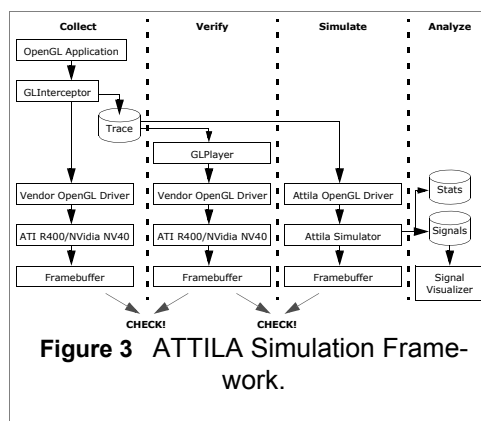 Collect Verify Simulate Analyze
OpenGL Application
GLInterceptor
Trace
GLPlayer
Vendor OpenGL Driver Vendor OpenGL Driver Attila OpenGL Driver Stats
ATI R400/NVidia NV40 ATI R400/NVidia NV40 Attila Simulator Signals
Framebuffer Framebuffer Framebuffer Signal Visualizer
CHECK! CHECK!
Figure 3 ATTILA Simulation Frame-
work.